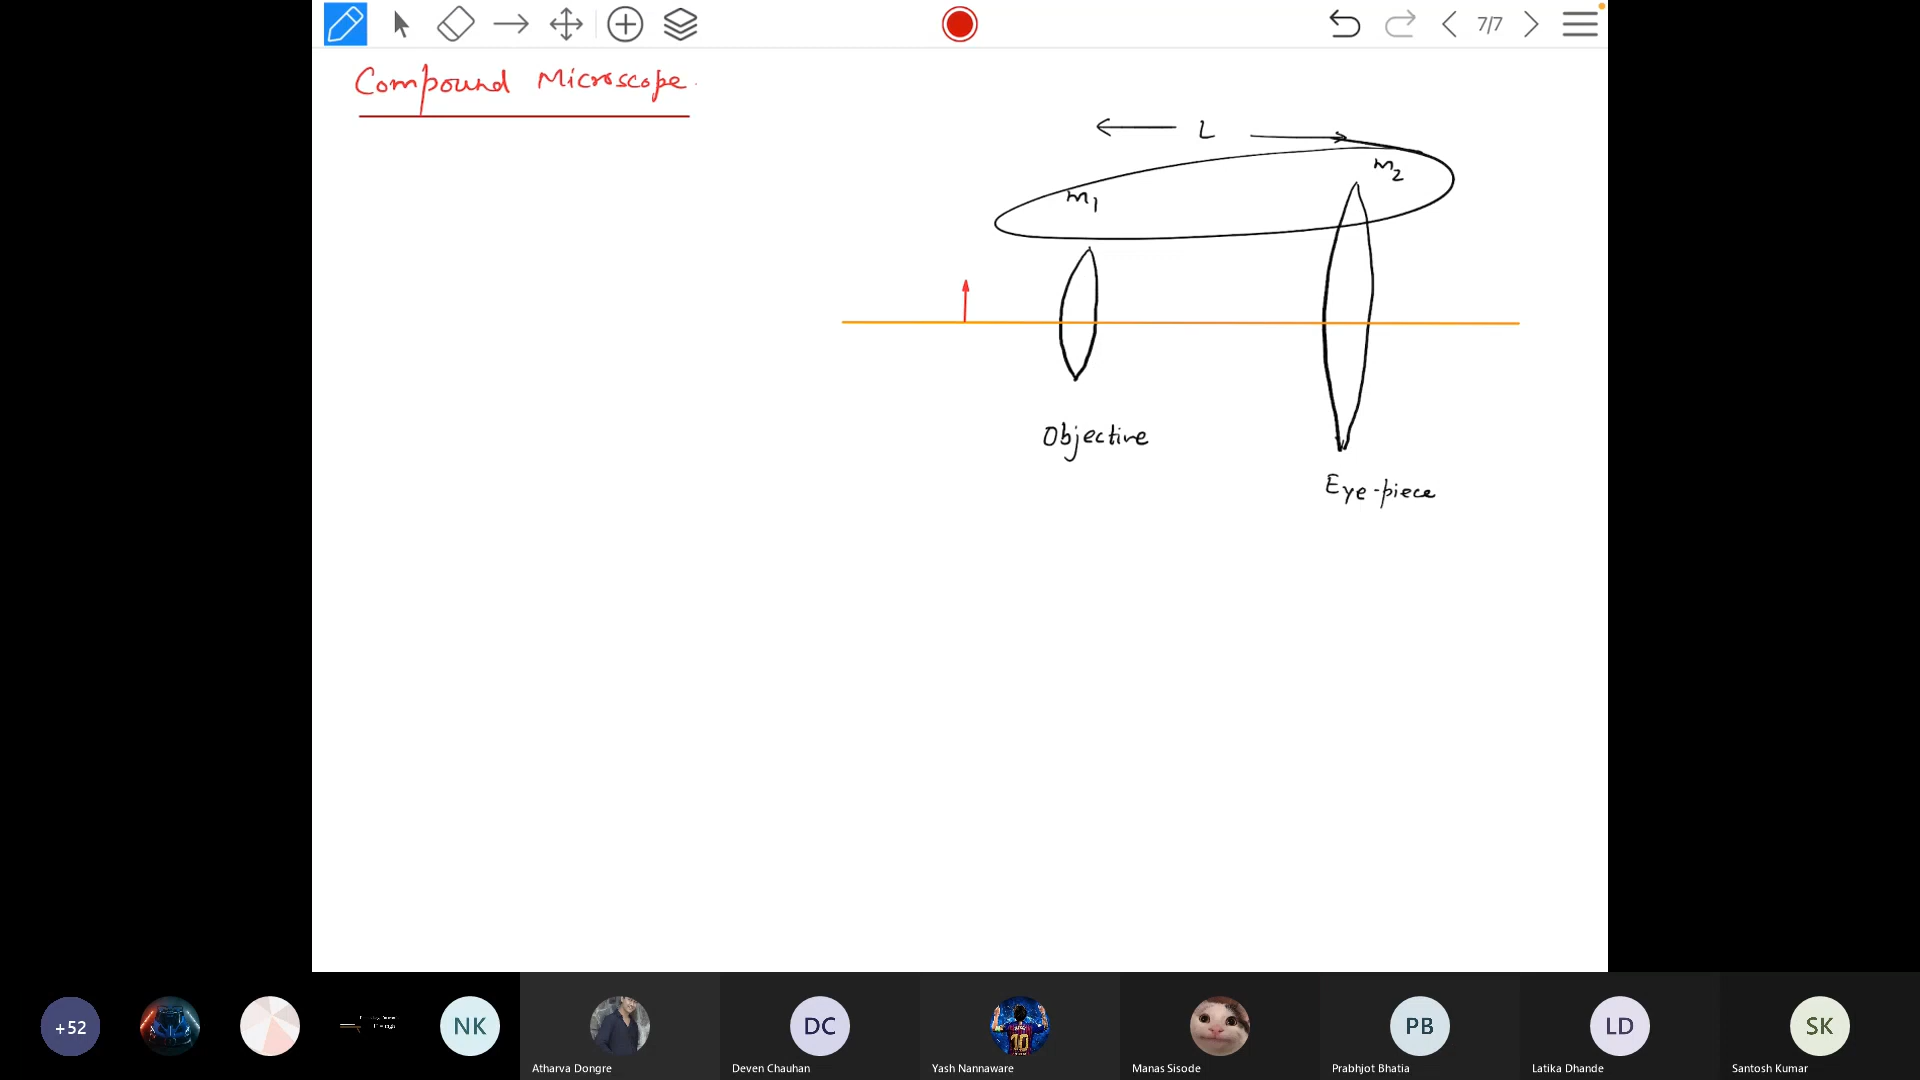 7/7
Compound Microscope.
L
m2
m1
Objective
Eye-piece
+52
NK
DC
PB
LD
SK
10
Atharva Dongre
Deven Chauhan
Yash Nannaware
Manas Sisode
Prabhjot Bhatia
Latika Dhande
Santosh Kumar